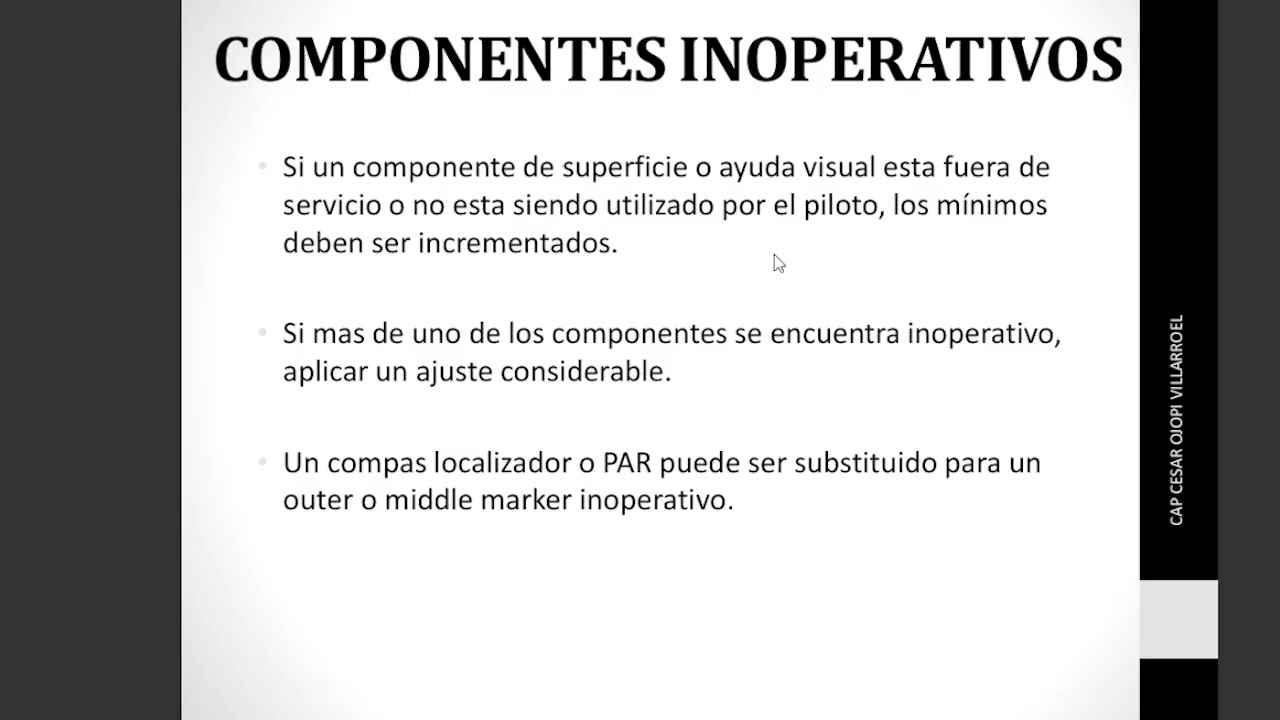 COMPONENTES INOPERATIVOS
• Si un componente de superficie o ayuda visual esta fuera de
servicio o no esta siendo utilizado por el piloto, los mínimos
deben ser incrementados.
• Si mas de uno de los componentes se encuentra inoperativo,
aplicar un ajuste considerable.
• Un compas localizador o PAR puede ser substituido para un
outer o middle marker inoperativo.
CAP CESAR OJOPI VILLARROEL